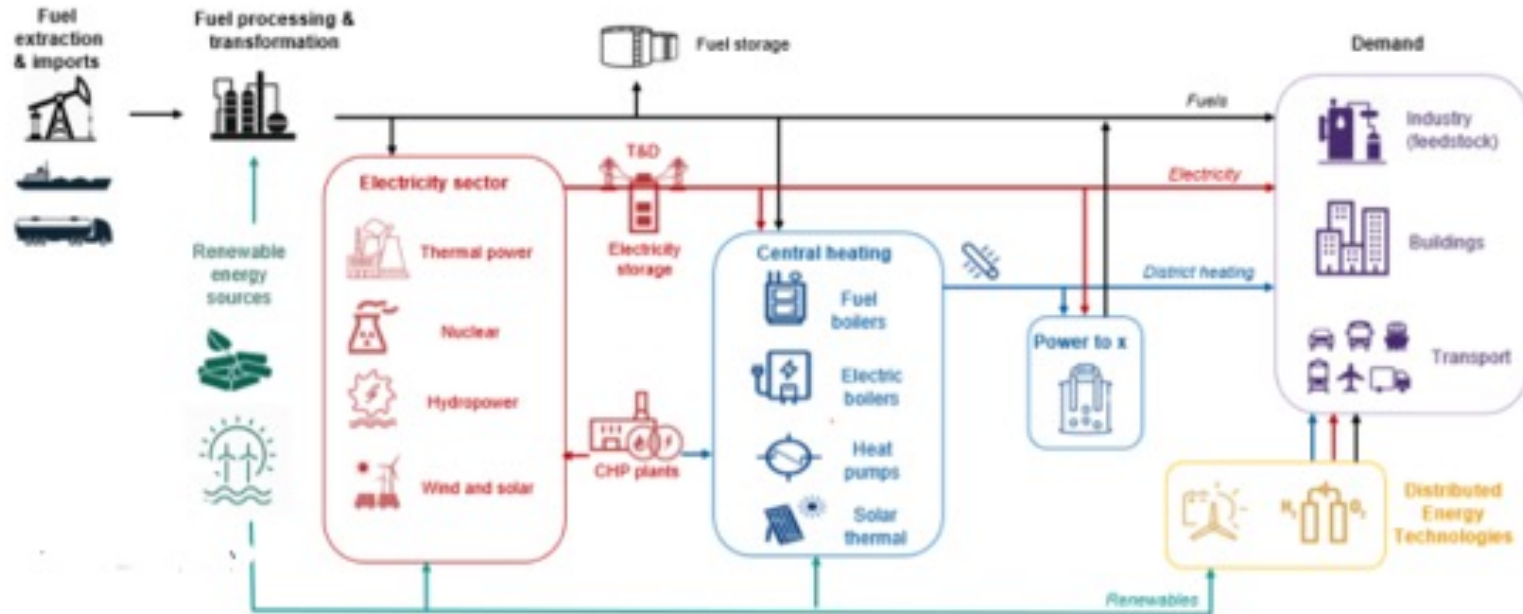 Fuel
extraction
& imports
Fuel processing &
transformation
Fuel storage
Demand
Fuels
Industry
(feedstock)
T&D
Electricity sector
Electricity
Thermal power
Electricity
storage
Central heating
Buildings
Renewable
energy
sources
District heating
Fuel
boilers
Nuclear
Power to x
Transport
Electric
boilers
Hydropower
Heat
pumps
CHP plants
Wind and solar
Solar
thermal
H2
O2
Distributed
Energy
Technologies
Renewables